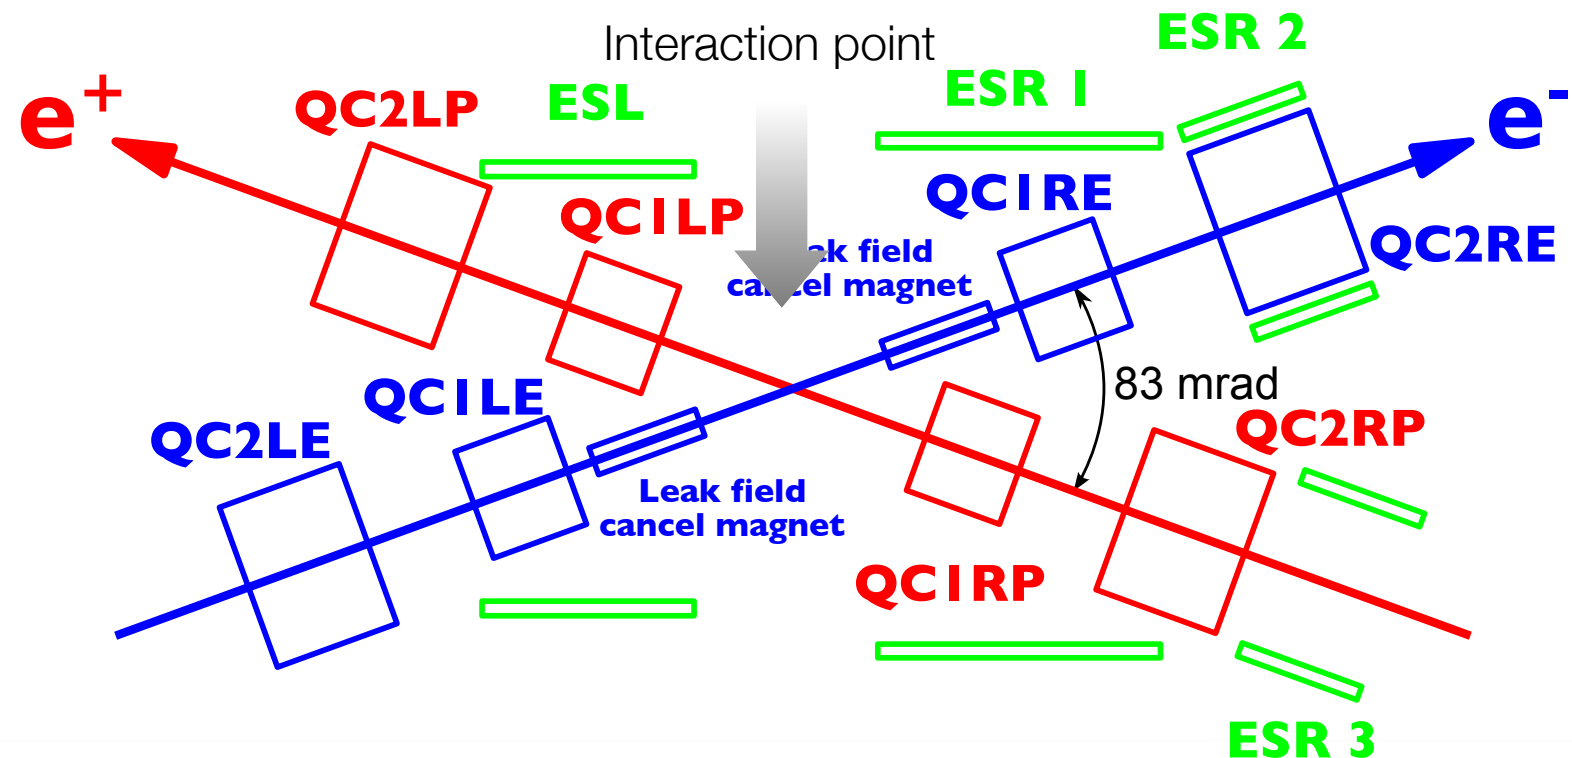 Interaction point
ESR 2
ESR 1
ESL
QC2LP
e+
e-
QC1RE
QC1LP
QC2RE
field
cancel magnet
83 mrad
QC1LE
QC2RP
QC2LE
Leak field
cancel magnet
QC1RP
ESR 3